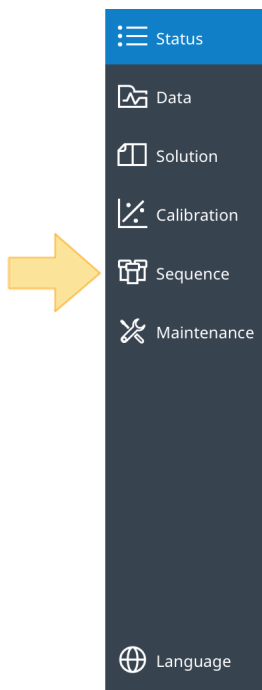 Status
Data
Solution
Calibration
Sequence
Maintenance
Language